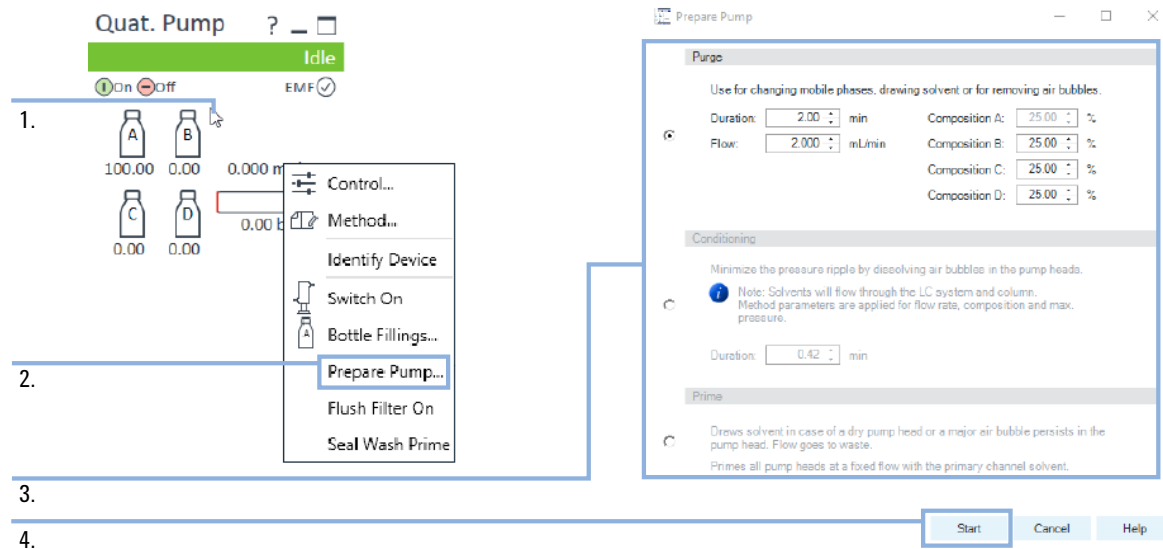 Quat. Pump ?
Idle
On Off EMF
1.
A B
100.00 0.00
C D
0.00 0.00
0.000 m
0.00 b
Control...
Method...
Identify Device
Switch On
A Bottle Fillings...
2.
Prepare Pump...
Flush Filter On
Seal Wash Prime
3.
4.
Prepare Pump
Purge
Use for changing mobile phases, drawing solvent or for removing air bubbles.
Duration: 2.00 min Composition A: 25.00 %
Flow: 2.000 mL/min Composition B: 25.00 %
Composition C: 25.00 %
Composition D: 25.00 %
Conditioning
Minimize the pressure ripple by dissolving air bubbles in the pump heads.
i Note: Solvents will flow through the LC system and column.
Method parameters are applied for flow rate, composition and max.
pressure.
Duration: 0.42 min
Prime
Draws solvent in case of a dry pump head or a major air bubble persists in the
pump head. Flow goes to waste.
Primes all pump heads at a fixed flow with the primary channel solvent.
Start Cancel Help